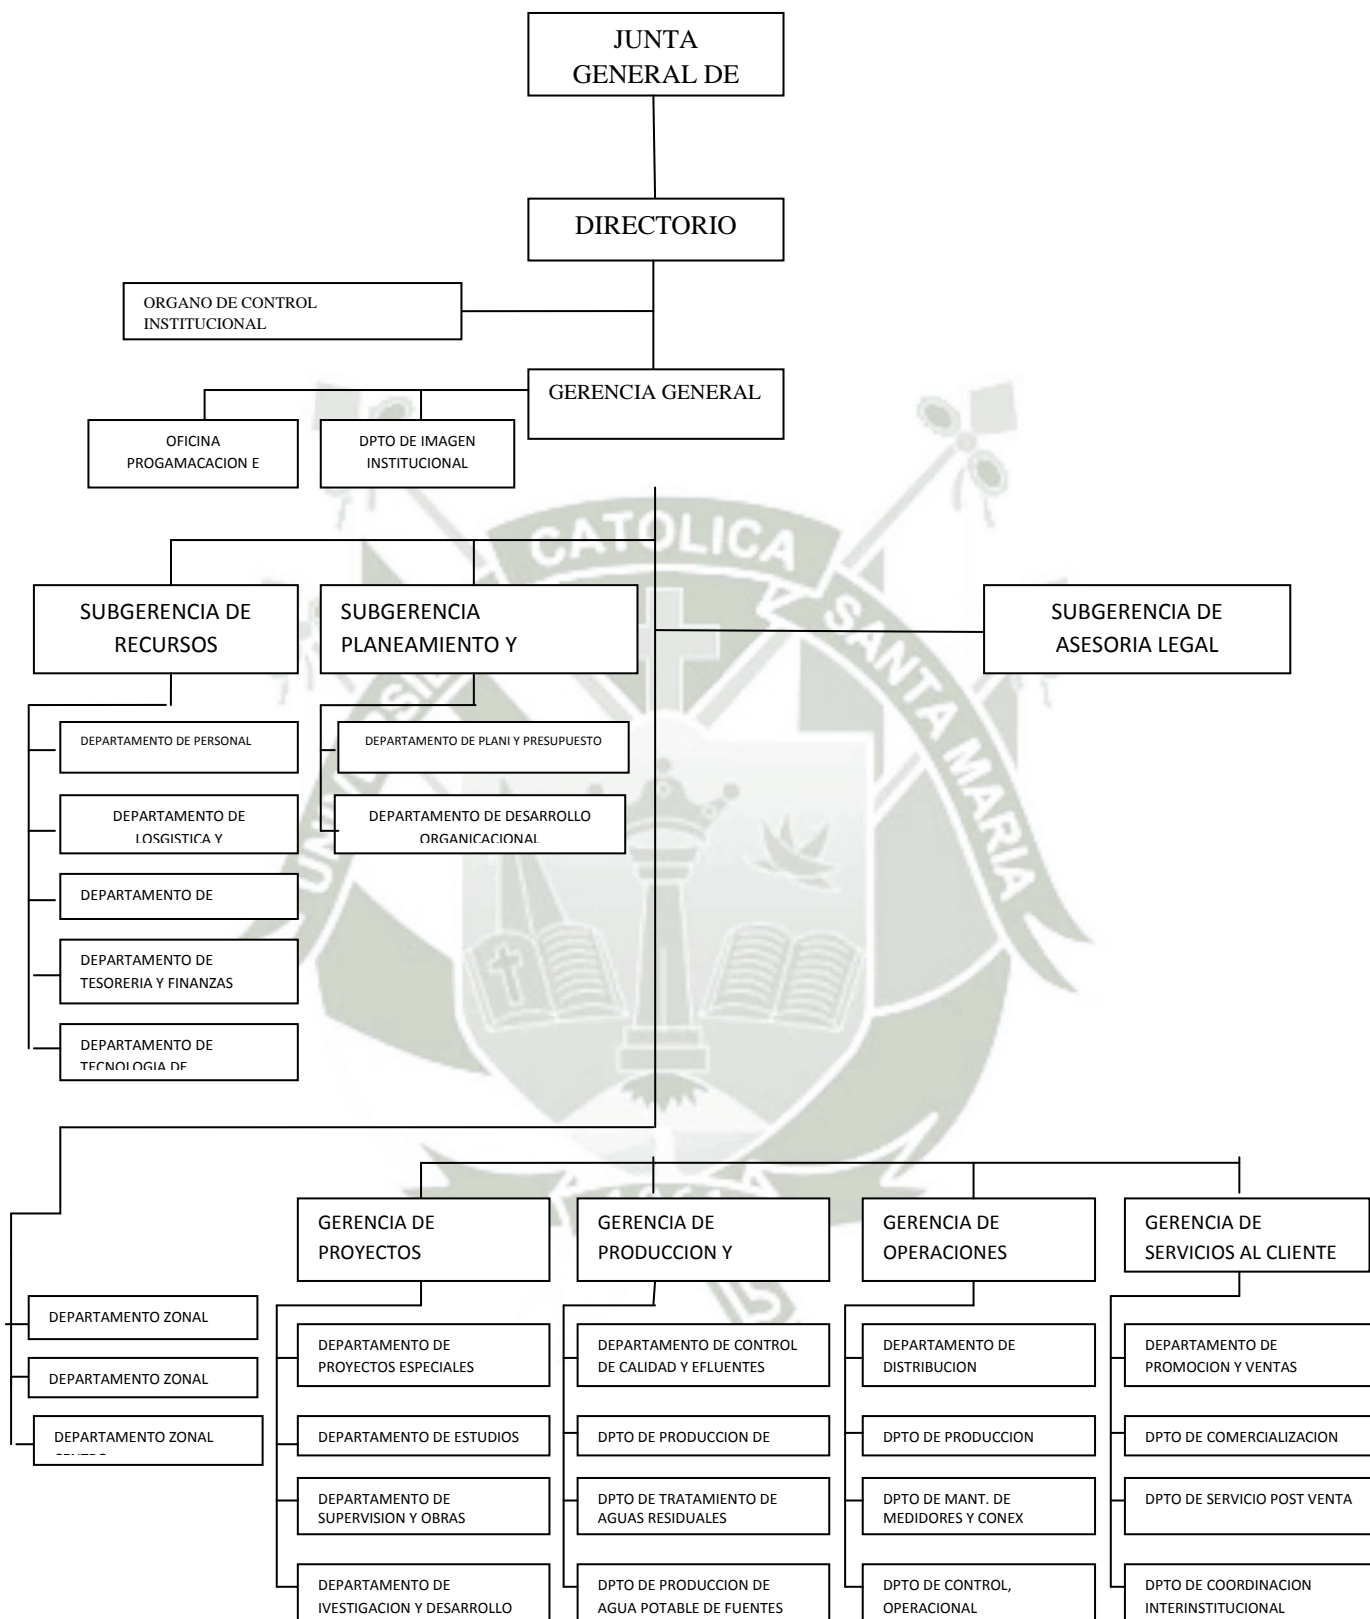 JUNTA
GENERAL DE
DIRECTORIO
ORGANO DE CONTROL
INSTITUCIONAL
GERENCIA GENERAL
OFICINA
PROGAMACACION E
DPTO DE IMAGEN
INSTITUCIONAL
CATOLICA
SANTA MARIA
SUBGERENCIA DE
RECURSOS
SUBGERENCIA
PLANEAMIENTO Y
SUBGERENCIA DE
ASESORIA LEGAL
DEPARTAMENTO DE PERSONAL
DEPARTAMENTO DE
LOSGISTICA Y
DEPARTAMENTO DE
DEPARTAMENTO DE
TESORERIA Y FINANZAS
DEPARTAMENTO DE
TECNOLOGIA DE
DEPARTAMENTO DE PLANI Y PRESUPUESTO
DEPARTAMENTO DE DESARROLLO
ORGANICACIONAL
DEPARTAMENTO ZONAL
DEPARTAMENTO ZONAL
DEPARTAMENTO ZONAL
GERENCIA DE
PROYECTOS
DEPARTAMENTO DE
PROYECTOS ESPECIALES
DEPARTAMENTO DE ESTUDIOS
DEPARTAMENTO DE
SUPERVISION Y OBRAS
DEPARTAMENTO DE
IVESTIGACION Y DESARROLLO
GERENCIA DE
PRODUCCION Y
DEPARTAMENTO DE CONTROL
DE CALIDAD Y EFLUENTES
DPTO DE PRODUCCION DE
DPTO DE TRATAMIENTO DE
AGUAS RESIDUALES
DPTO DE PRODUCCION DE
AGUA POTABLE DE FUENTES
GERENCIA DE
OPERACIONES
DEPARTAMENTO DE
DISTRIBUCION
DPTO DE PRODUCCION
DPTO DE MANT. DE
MEDIDORES Y CONEX
DPTO DE CONTROL,
OPERACIONAL
GERENCIA DE
SERVICIOS AL CLIENTE
DEPARTAMENTO DE
PROMOCION Y VENTAS
DPTO DE COMERCIALIZACION
DPTO DE SERVICIO POST VENTA
DPTO DE COORDINACION
INTERINSTITUCIONAL